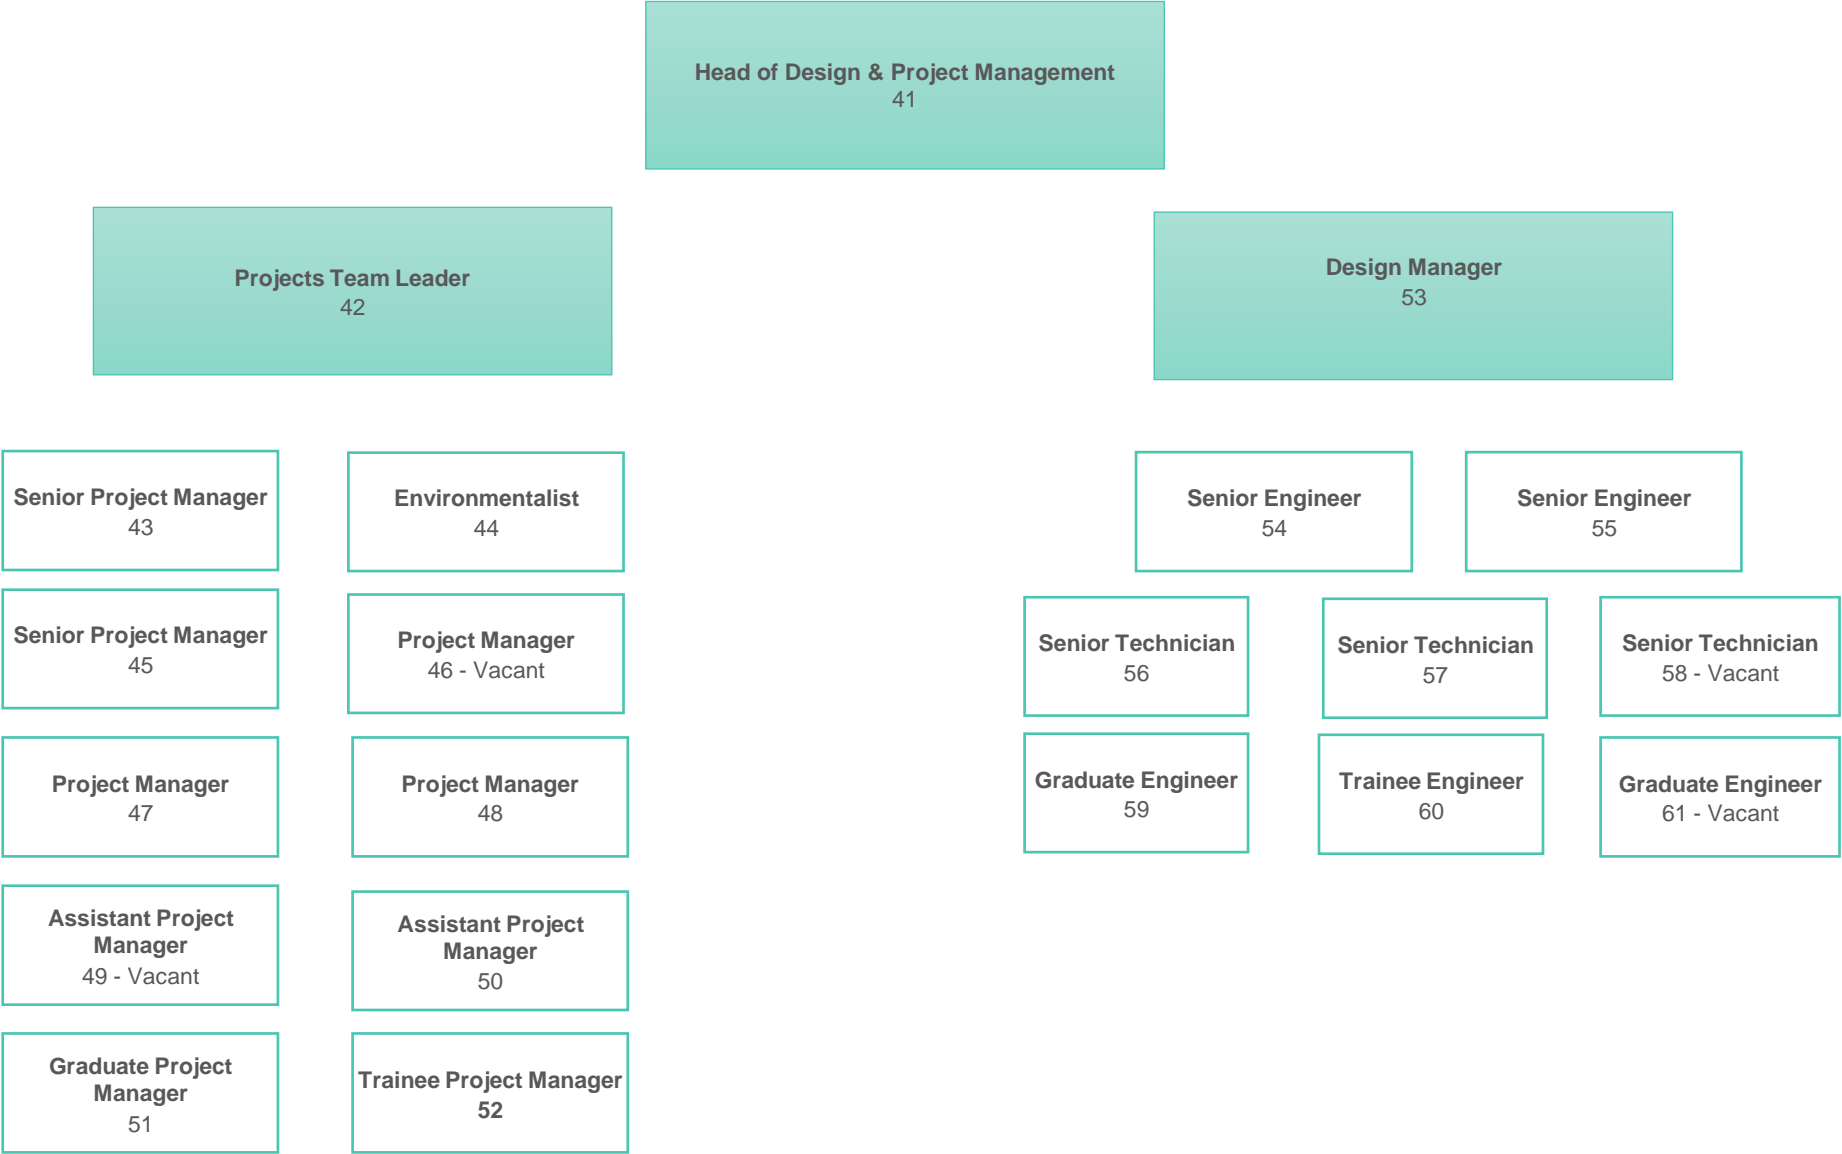 Head of Design & Project Management
41
Projects Team Leader
42
Design Manager
53
Senior Project Manager
43
Environmentalist
44
Senior Engineer
54
Senior Engineer
55
Senior Project Manager
45
Project Manager
46 - Vacant
Senior Technician
56
Senior Technician
57
Senior Technician
58 - Vacant
Project Manager
47
Project Manager
48
Graduate Engineer
59
Trainee Engineer
60
Graduate Engineer
61 - Vacant
Assistant Project
Manager
49 - Vacant
Assistant Project
Manager
50
Graduate Project
Manager
51
Trainee Project Manager
52